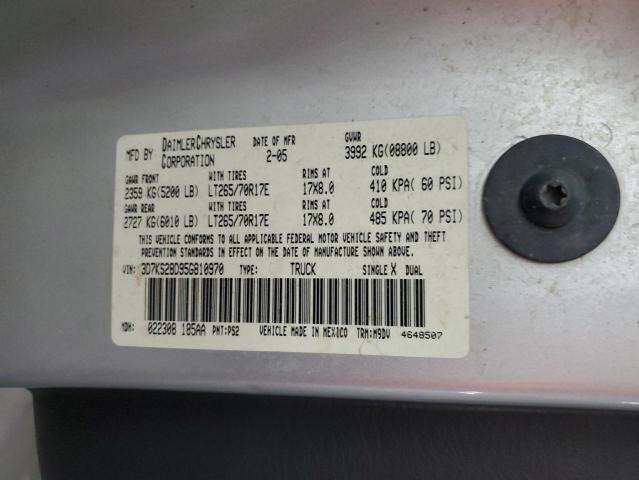 MFD BY DAIMLERCHRYSLER CORPORATION DATE OF MFR 2-05 GVWR 3992 KG(08800 LB)
GAWR FRONT WITH TIRES RIMS AT COLD
2359 KG(5200 LB) LT265/70R17E 17X8.0 410 KPA( 60 PSI)
GAWR REAR WITH TIRES RIMS AT COLD
2727 KG(6010 LB) LT265/70R17E 17X8.0 485 KPA( 70 PSI)
THIS VEHICLE CONFORMS TO ALL APPLICABLE FEDERAL MOTOR VEHICLE SAFETY AND THEFT
PREVENTION STANDARDS IN EFFECT ON THE DATE OF MANUFACTURE SHOWN ABOVE.
VIN: 3D7KS28D95G810970 TYPE: TRUCK SINGLE X DUAL
MDH: 022308 185AA PNT:PS2 VEHICLE MADE IN MEXICO TRM:M9DV 4648507